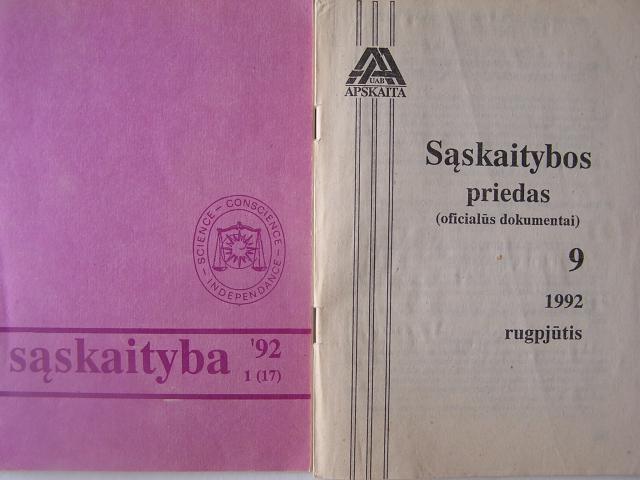 SCIENCE – CONSCIENCE – INDEPENDANCE –
sąskaityba '92
1 (17)
UAB
APSKAITA
Sąskaitybos
priedas
(oficialūs dokumentai)
9
1992
rugpjūtis